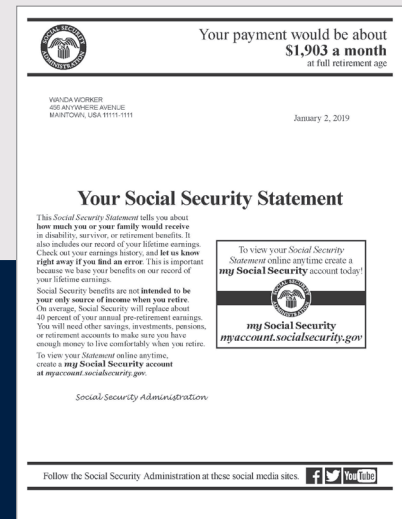 Your payment would be about
$1,903 a month
at full retirement age
SOCIAL SECURITY ADMINISTRATION
USA
WANDA WORKER
456 ANYWHERE AVENUE
MAINTOWN, USA 11111-1111
January 2, 2019
Your Social Security Statement
This Social Security Statement tells you about
how much you or your family would receive
in disability, survivor, or retirement benefits. It
also includes our record of your lifetime earnings.
Check out your earnings history, and let us know
right away if you find an error. This is important
because we base your benefits on our record of
your lifetime earnings.
Social Security benefits are not intended to be
your only source of income when you retire.
On average, Social Security will replace about
40 percent of your annual pre-retirement earnings.
You will need other savings, investments, pensions,
or retirement accounts to make sure you have
enough money to live comfortably when you retire.
To view your Statement online anytime,
create a my Social Security account
at myaccount.socialsecurity.gov.
Social Security Administration
To view your Social Security
Statement online anytime create a
my Social Security account today!
my Social Security
myaccount.socialsecurity.gov
Follow the Social Security Administration at these social media sites.
YouTube